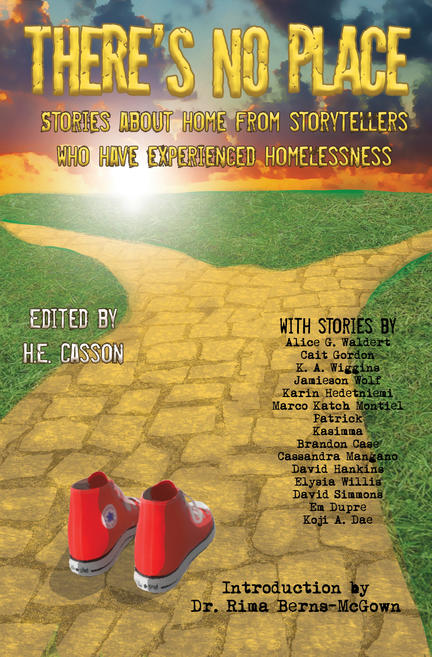 THERE'S NO PLACE
STORIES ABOUT HOME FROM STORYTELLERS
WHO HAVE EXPERIENCED HOMELESSNESS
EDITED BY
H.E. CASSON
WITH STORIES BY
Alice G. Waldert
Cait Gordon
K. A. Wiggins
Jamieson Wolf
Karin Hedetniemi
Marco Katch Montiel
Patrick
Kasimma
Brandon Case
Cassandra Mangano
David Hankins
Elysia Willis
David Simmons
Em Dupre
Koji A. Dae
Introduction by
Dr. Rima Berns-McGown